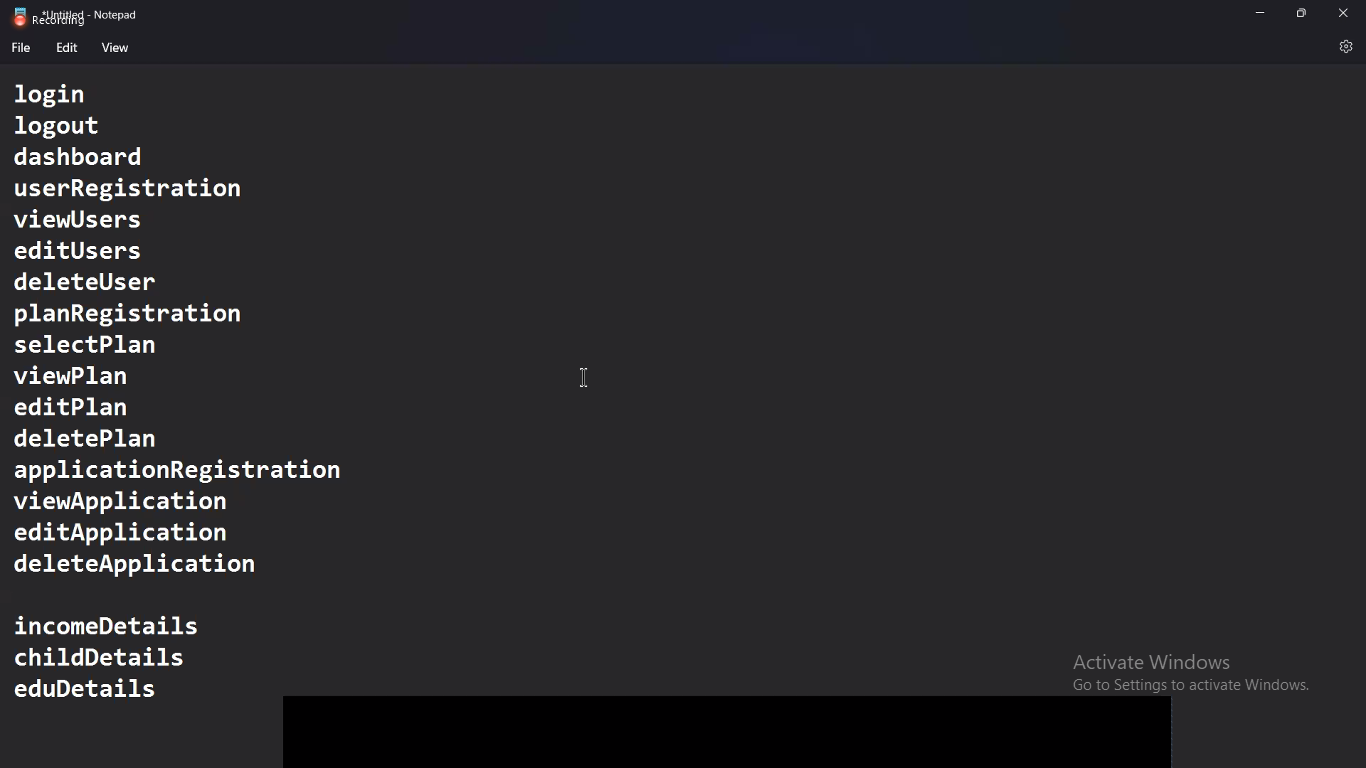 *Untitled - Notepad
Recording
File Edit View
login
logout
dashboard
userRegistration
viewUsers
editUsers
deleteUser
planRegistration
selectPlan
viewPlan
editPlan
deletePlan
applicationRegistration
viewApplication
editApplication
deleteApplication
incomeDetails
childDetails
eduDetails
Activate Windows
Go to Settings to activate Windows.